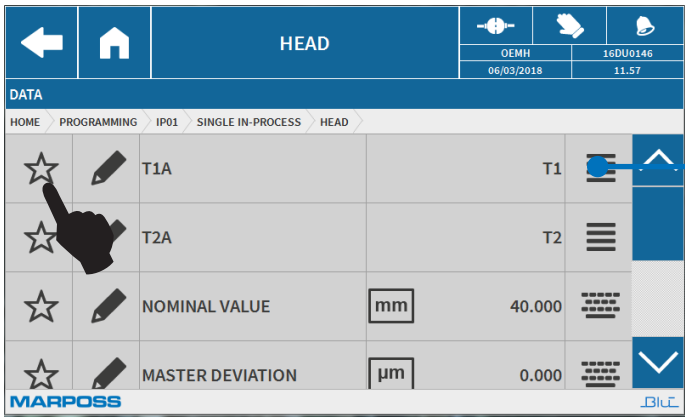 HEAD
OEMH
16DU0146
06/03/2018
11.57
DATA
HOME PROGRAMMING IP01 SINGLE IN-PROCESS HEAD
T1A T1
T2A T2
NOMINAL VALUE mm 40.000
MASTER DEVIATION µm 0.000
MARPOSS BLÚ